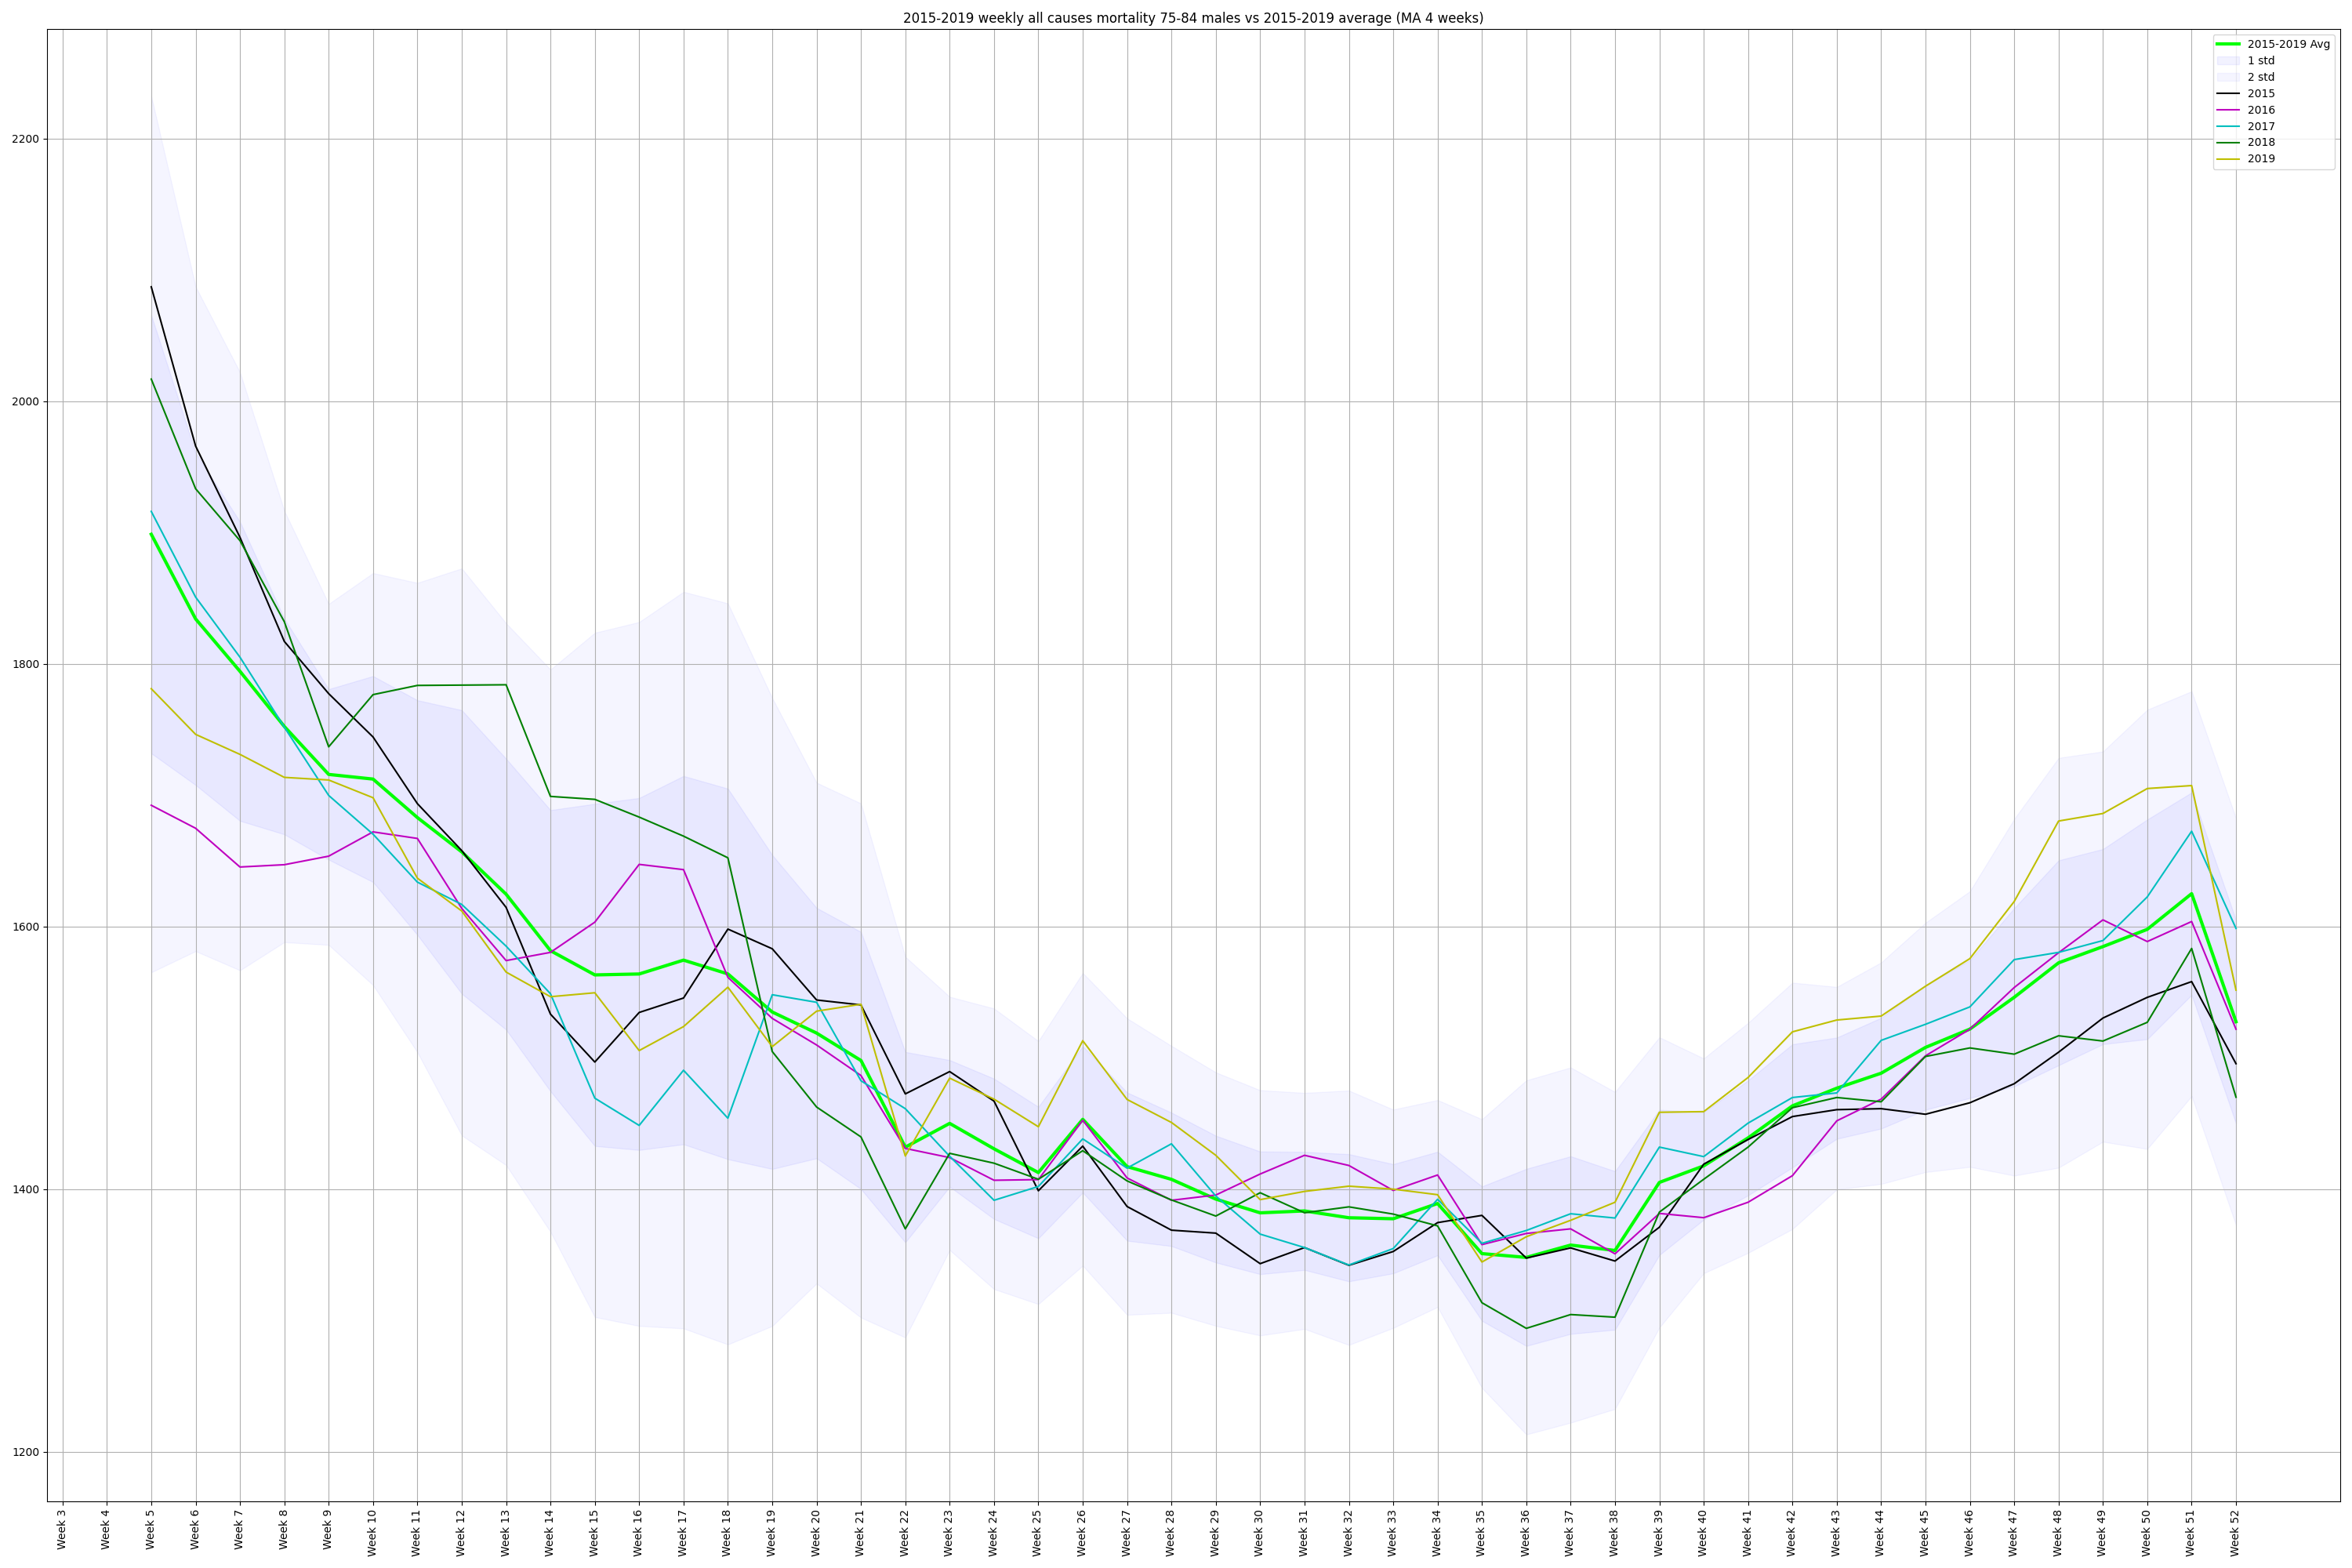 2015-2019 weekly all causes mortality 75-84 males vs 2015-2019 average (MA 4 weeks)
2015-2019 Avg
1 std
2 std
2015
2016
2017
2018
2019
2200
2000
1800
1600
1400
1200
Week 3
Week 4
Week 5
Week 6
Week 7
Week 8
Week 9
Week 10
Week 11
Week 12
Week 13
Week 14
Week 15
Week 16
Week 17
Week 18
Week 19
Week 20
Week 21
Week 22
Week 23
Week 24
Week 25
Week 26
Week 27
Week 28
Week 29
Week 30
Week 31
Week 32
Week 33
Week 34
Week 35
Week 36
Week 37
Week 38
Week 39
Week 40
Week 41
Week 42
Week 43
Week 44
Week 45
Week 46
Week 47
Week 48
Week 49
Week 50
Week 51
Week 52